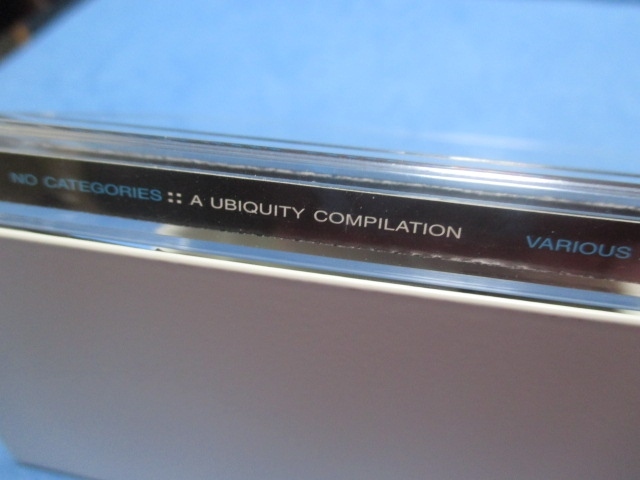 NO CATEGORIES :: A UBIQUITY COMPILATION VARIOUS